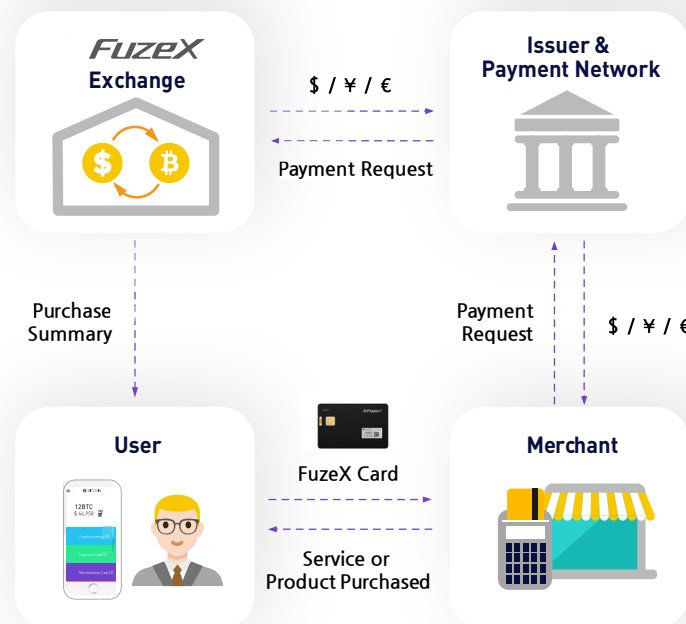 FUZEX
Exchange
$ / ¥ / €
Payment Request
Issuer &
Payment Network
Purchase
Summary
Payment
Request
$ / ¥ / €
User
12BTC
$ 46,958
FuzeX Card
Service or
Product Purchased
Merchant